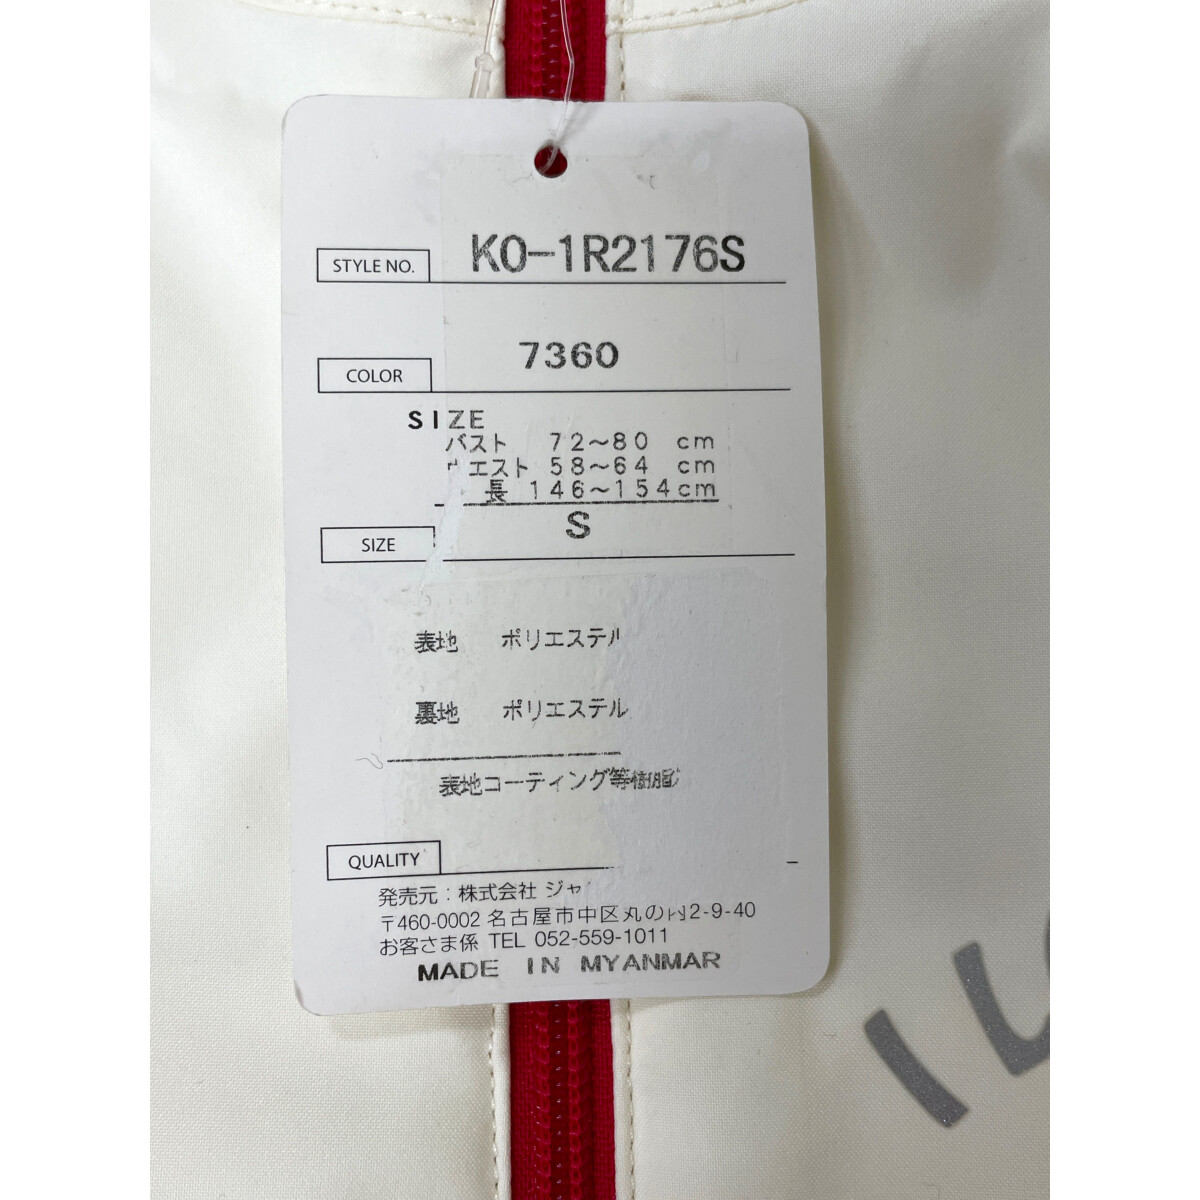 STYLE NO. KO-1R2176S
COLOR 7360
SIZE
バスト 72〜80 cm
ウエスト 58〜64 cm
長 146〜154cm
SIZE S
表地 ポリエステル
裏地 ポリエステル
表地コーティング等樹脂
QUALITY
発売元：株式会社 ジャ
〒460-0002 名古屋市中区丸の内2-9-40
お客さま係 TEL 052-559-1011
MADE IN MYANMAR